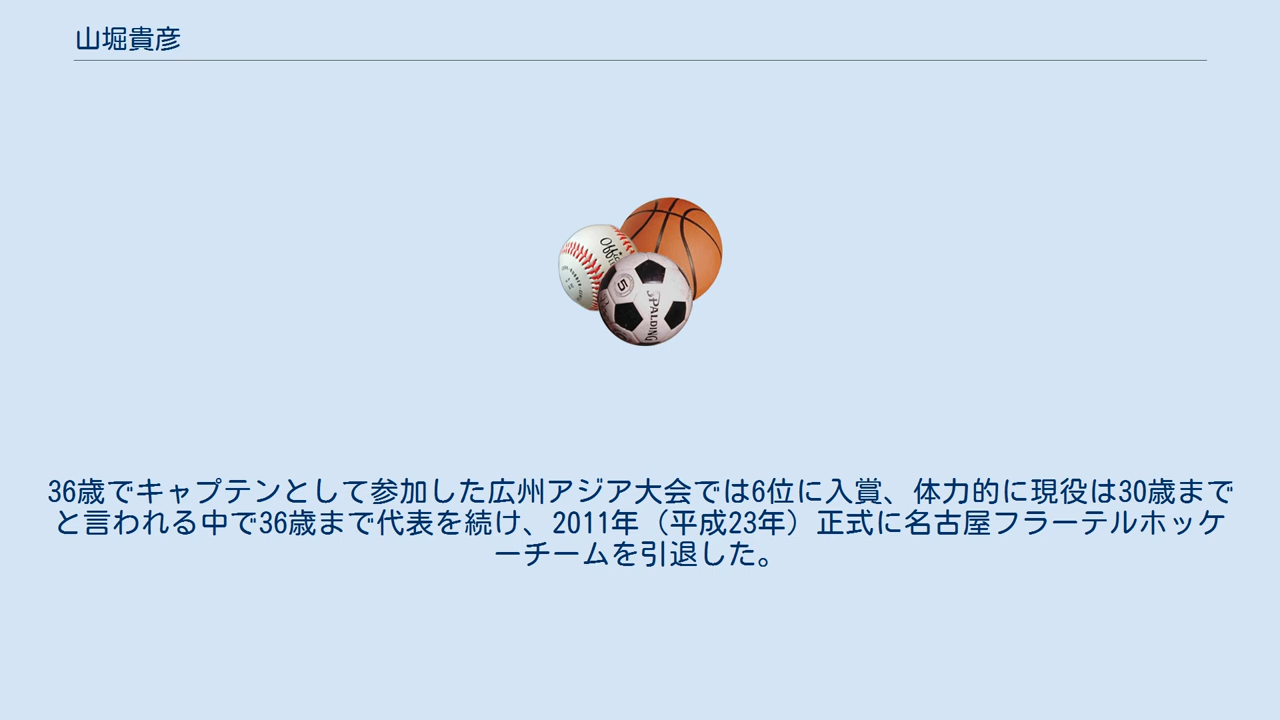 山堀貴彦
Offic
5
SPALDING
36歳でキャプテンとして参加した広州アジア大会では6位に入賞、体力的に現役は30歳まで
と言われる中で36歳まで代表を続け、2011年（平成23年）正式に名古屋フラーテルホッケ
ーチームを引退した。